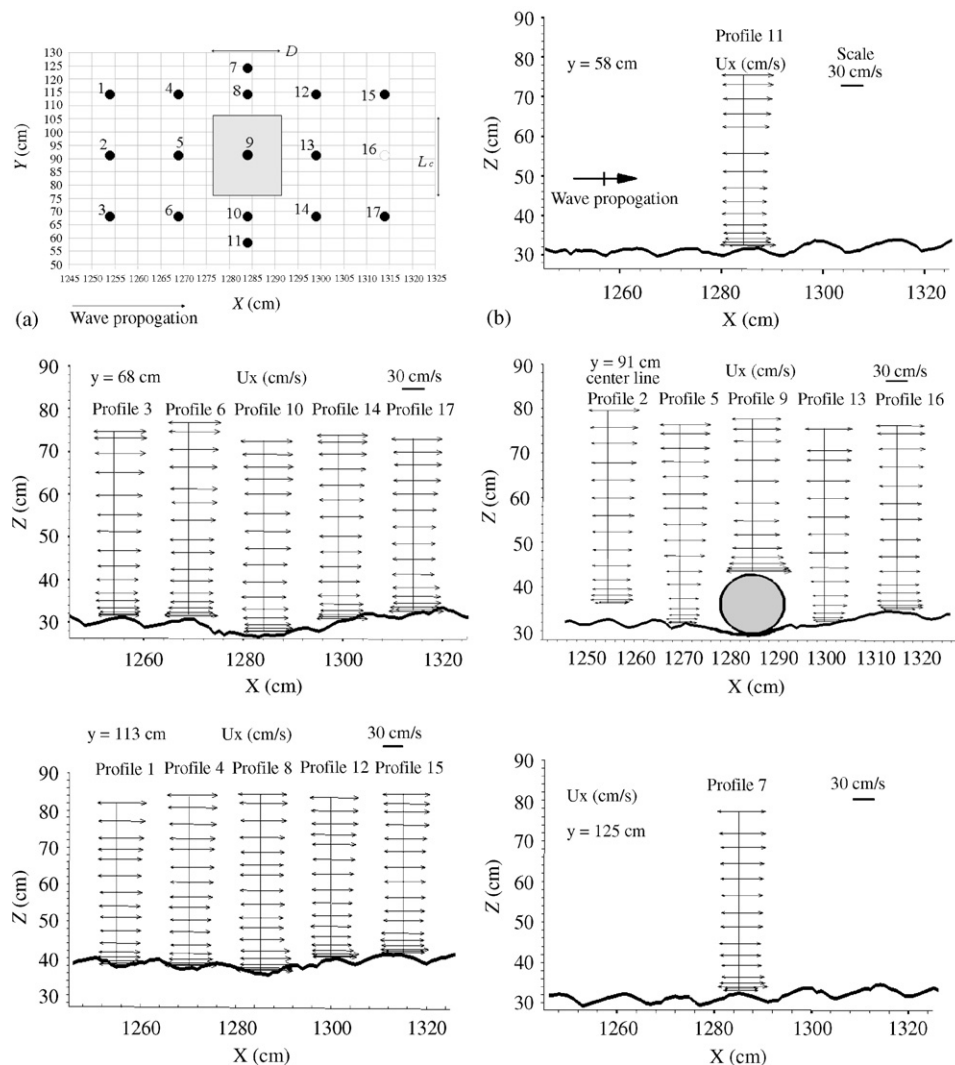 130
125
120
115
110
105
100
95
90
85
80
75
70
65
60
55
50
Y (cm)
D
7
1 4 8 12 15
2 5 9 13 16
L c
3 6 10 14 17
11
1245 1250 1255 1260 1265 1270 1275 1280 1285 1290 1295 1300 1305 1310 1315 1320 1325
X (cm)
Wave propogation
(a)
90
80
70
60
50
40
30
Z (cm)
Profile 11
y = 58 cm
Ux (cm/s)
Scale
30 cm/s
Wave propogation
1260 1280 1300 1320
X (cm)
(b)
90
80
70
60
50
40
30
Z (cm)
y = 68 cm Ux (cm/s) 30 cm/s
Profile 3 Profile 6 Profile 10 Profile 14 Profile 17
1260 1280 1300 1320
X (cm)
90
80
70
60
50
40
30
Z (cm)
y = 91 cm Ux (cm/s) 30 cm/s
center line
Profile 2 Profile 5 Profile 9 Profile 13 Profile 16
1250 1260 1270 1280 1290 1300 1310 1320
X (cm)
y = 113 cm Ux (cm/s) 30 cm/s
Profile 1 Profile 4 Profile 8 Profile 12 Profile 15
90
80
70
60
50
40
30
Z (cm)
1260 1280 1300 1320
X (cm)
90
80
70
60
50
40
30
Z (cm)
Profile 7
Ux (cm/s) 30 cm/s
y = 125 cm
1260 1280 1300 1320
X (cm)